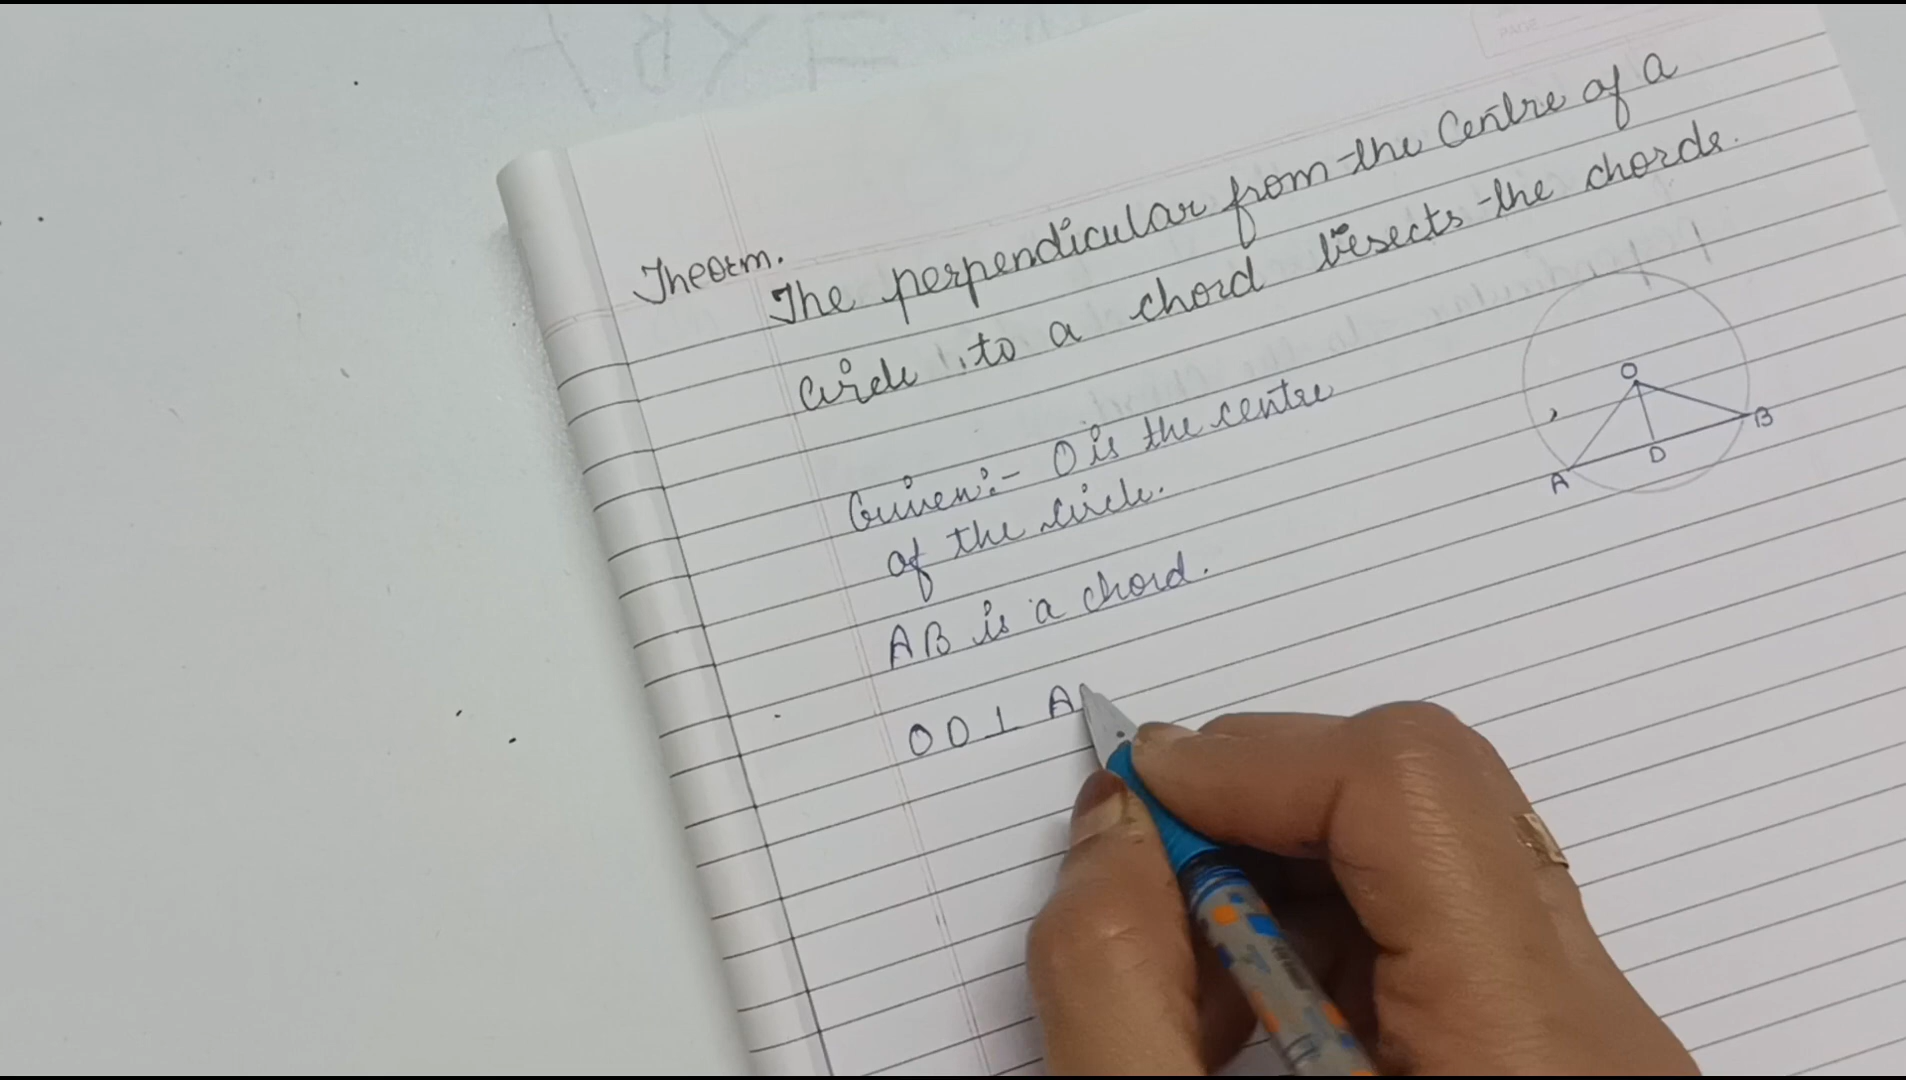 Theorm.
The perpendicular from the Centre of a
circle, to a chord bisects the chords.
Given:- O is the centre
of the circle.
AB is a chord.
OD ⊥ A
O
A
D
B
PAGE